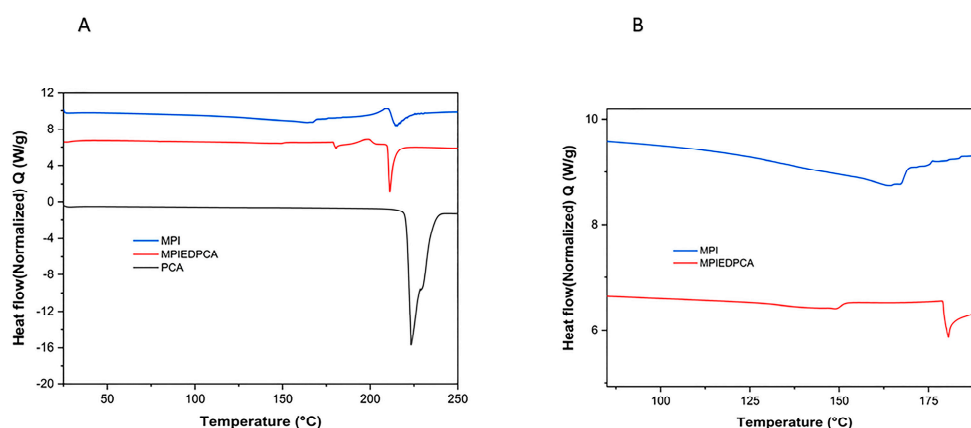 A
B
12
8
4
0
-4
-8
-12
-16
-20
Heat flow(Normalized) Q (W/g)
MPI
MPIEDPCA
PCA
50
100
150
200
250
Temperature (°C)
10
8
6
Heat flow(Normalized) Q (W/g)
MPI
MPIEDPCA
100
125
150
175
Temperature (°C)